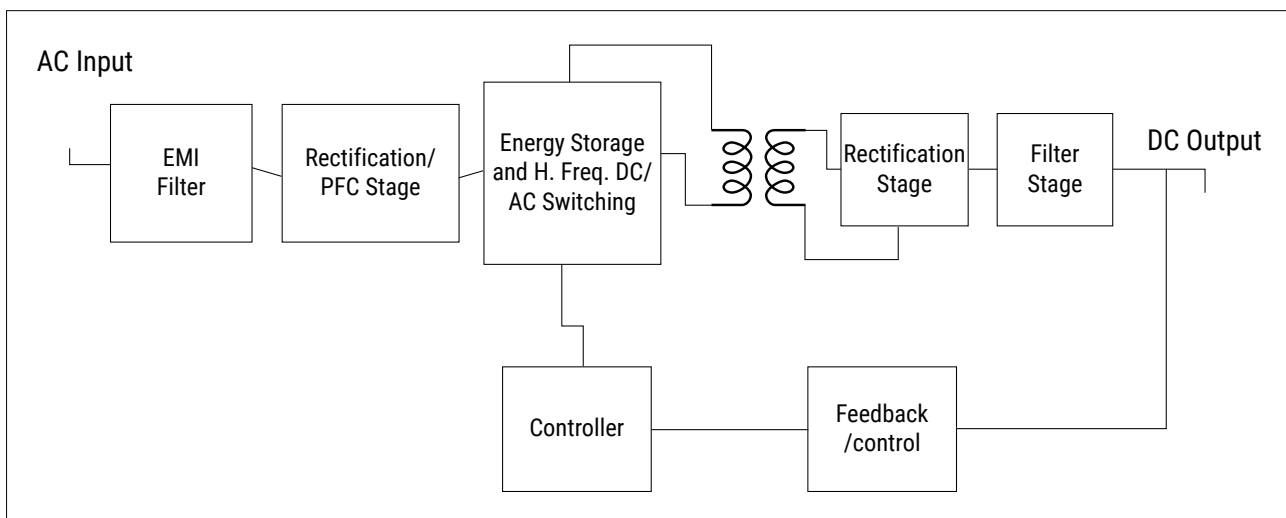 AC Input
EMI
Filter
Rectification/
PFC Stage
Energy Storage
and H. Freq. DC/
AC Switching
Rectification
Stage
Filter
Stage
DC Output
Controller
Feedback
/control